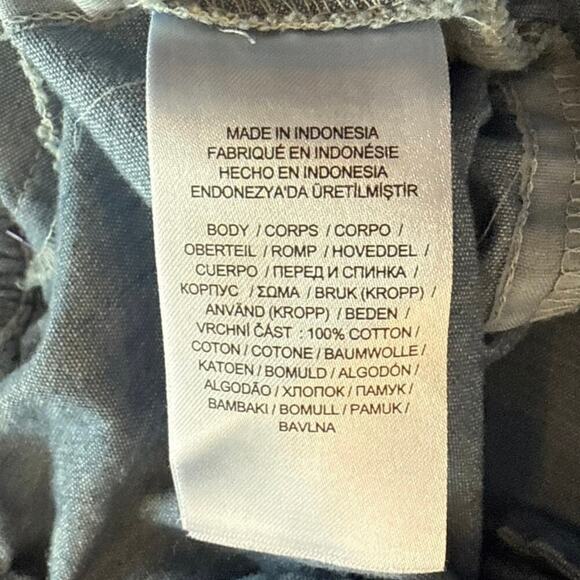 MADE IN INDONESIA
FABRIQUÉ EN INDONÉSIE
HECHO EN INDONESIA
ENDONEZYA'DA ÜRETİLMİŞTİR
BODY / CORPS / CORPO /
OBERTEIL / ROMP / HOVEDDEL /
CUERPO / ПЕРЕД И СПИНКА /
КОРПУС / ΣΩΜΑ / BRUK (KROPP) /
ANVÄND (KROPP) / BEDEN /
VRCHNÍ ČÁST : 100% COTTON /
COTON / COTONE / BAUMWOLLE /
KATOEN / BOMULD / ALGODÓN /
ALGODÃO / ХЛОПОК / ПАМУК /
BAMBAKI / BOMULL / PAMUK /
BAVLNA